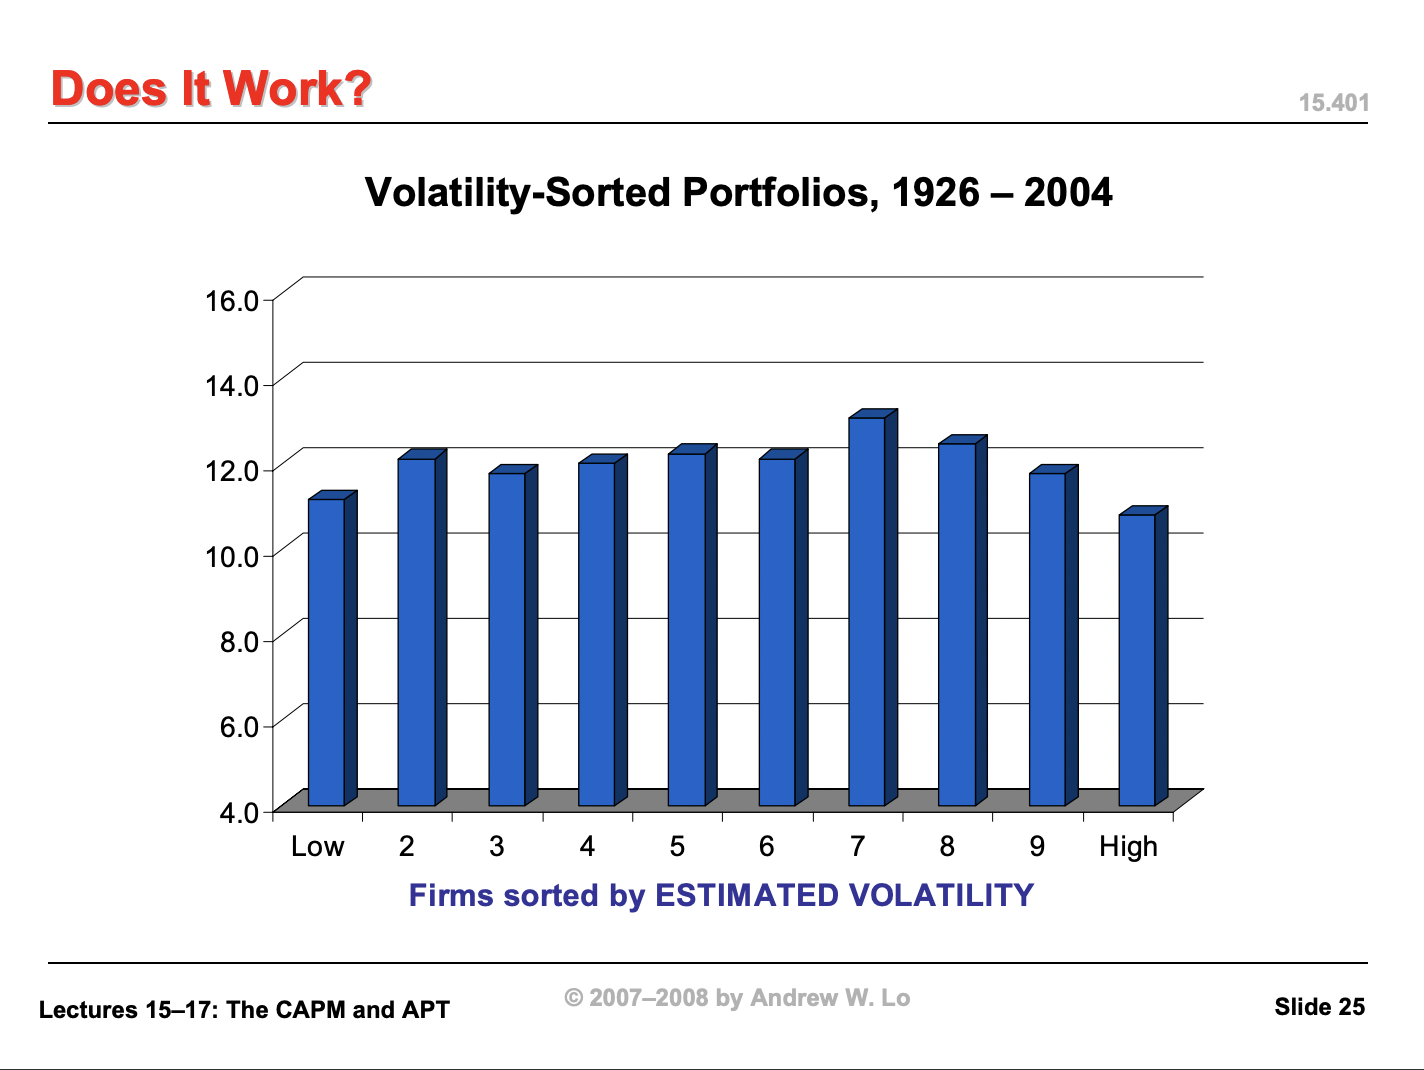 Does It Work?
15.401
Volatility-Sorted Portfolios, 1926 – 2004
16.0
14.0
12.0
10.0
8.0
6.0
4.0
Low 2 3 4 5 6 7 8 9 High
Firms sorted by ESTIMATED VOLATILITY
Lectures 15–17: The CAPM and APT
© 2007–2008 by Andrew W. Lo
Slide 25